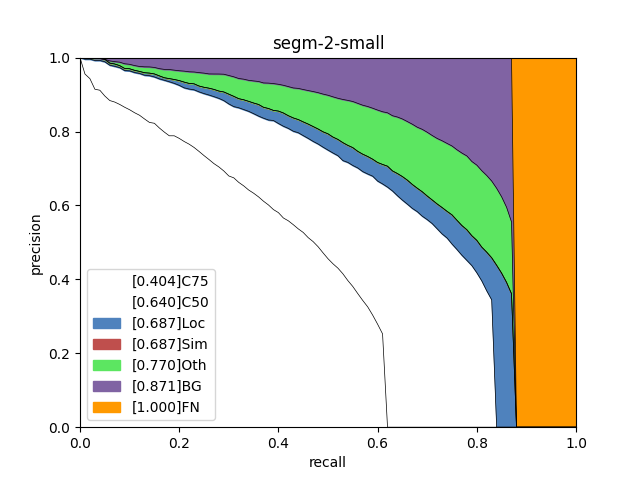 segm-2-small
1.0
0.8
0.6
0.4
0.2
0.0
precision
[0.404]C75
[0.640]C50
[0.687]Loc
[0.687]Sim
[0.770]Oth
[0.871]BG
[1.000]FN
0.0 0.2 0.4 0.6 0.8 1.0
recall